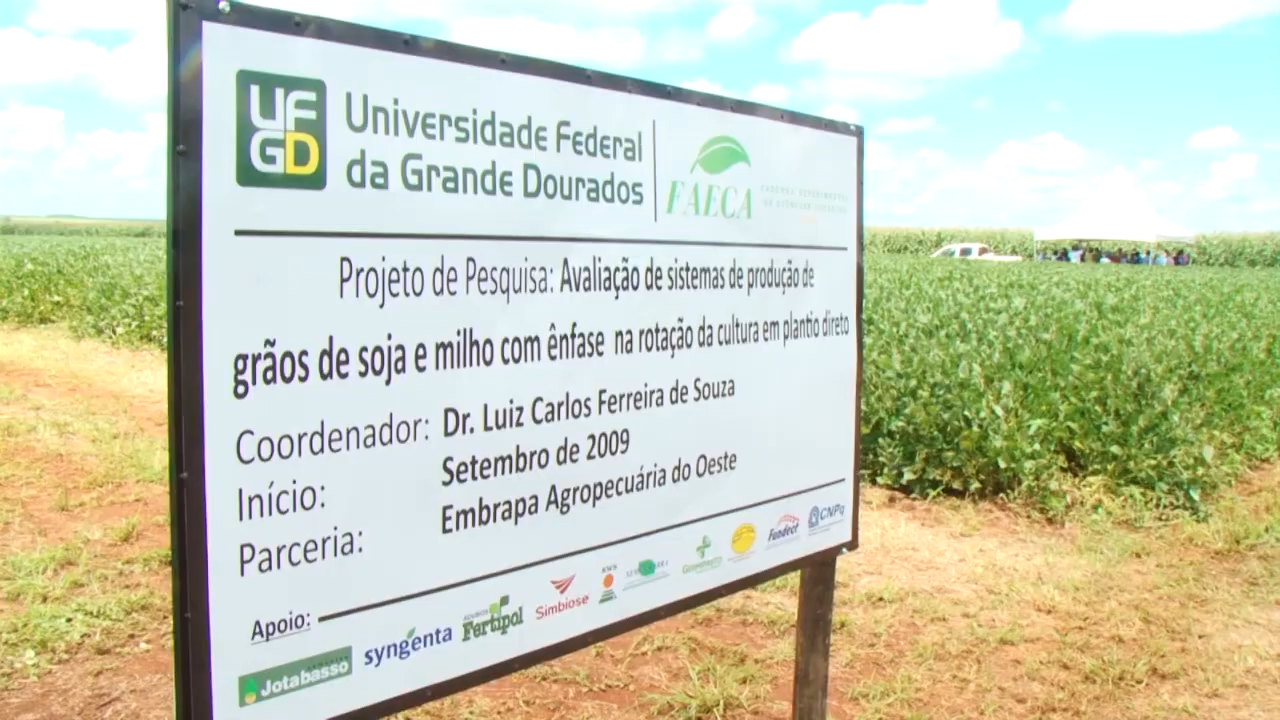 UFGD
Universidade Federal
da Grande Dourados
FAECA
Projeto de Pesquisa: Avaliação de sistemas de produção de
grãos de soja e milho com ênfase na rotação da cultura em plantio direto
Coordenador: Dr. Luiz Carlos Ferreira de Souza
Início: Setembro de 2009
Parceria: Embrapa Agropecuária do Oeste
Apoio:
Jotabasso
syngenta
Fertipol
Simbiose
Fundect
CNPq